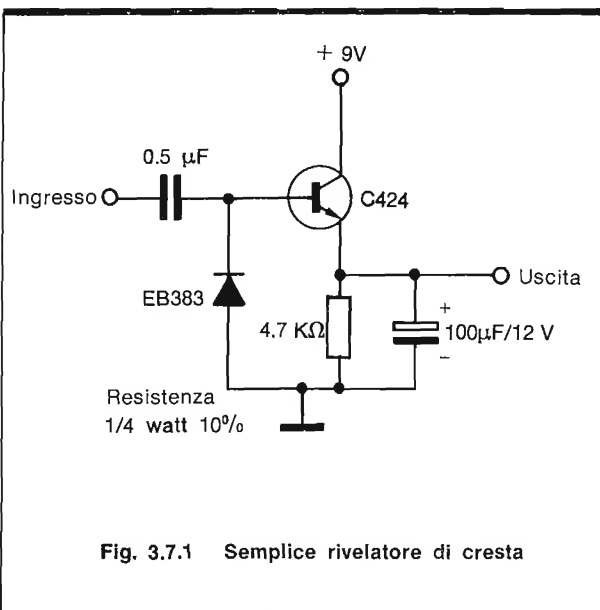 + 9V
0.5 µF
Ingresso
C424
Uscita
EB383
4.7 KΩ
+
100µF/12 V
−
Resistenza
1/4 watt 10%
Fig. 3.7.1 Semplice rivelatore di cresta